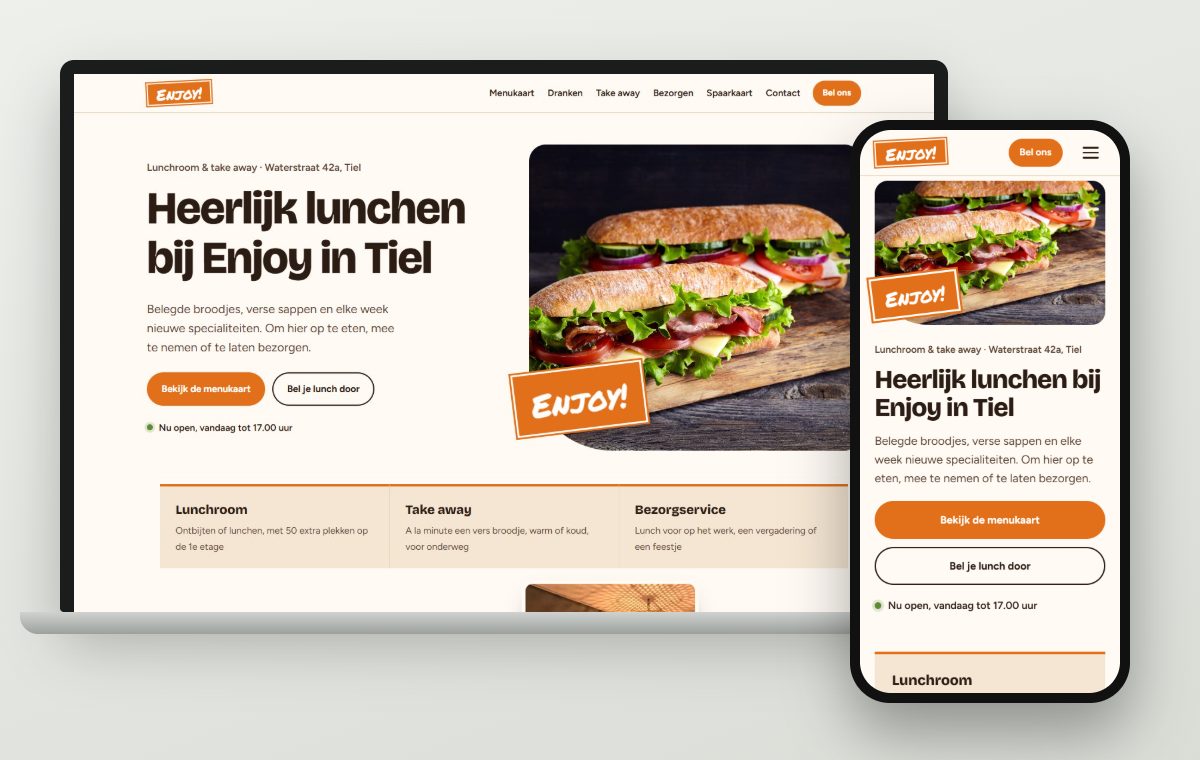 ENJOY!
Menukaart Dranken Take away Bezorgen Spaarkaart Contact Bel ons
Lunchroom & take away · Waterstraat 42a, Tiel
Heerlijk lunchen
bij Enjoy in Tiel
Belegde broodjes, verse sappen en elke week
nieuwe specialiteiten. Om hier op te eten, mee
te nemen of te laten bezorgen.
Bekijk de menukaart Bel je lunch door
Nu open, vandaag tot 17.00 uur
ENJOY!
Lunchroom
Ontbijten of lunchen, met 50 extra plekken op
de 1e etage
Take away
A la minute een vers broodje, warm of koud,
voor onderweg
Bezorgservice
Lunch voor op het werk, een vergadering of
een feestje
ENJOY!
Bel ons
ENJOY!
Lunchroom & take away · Waterstraat 42a, Tiel
Heerlijk lunchen bij
Enjoy in Tiel
Belegde broodjes, verse sappen en elke
week nieuwe specialiteiten. Om hier op te
eten, mee te nemen of te laten bezorgen.
Bekijk de menukaart
Bel je lunch door
Nu open, vandaag tot 17.00 uur
Lunchroom